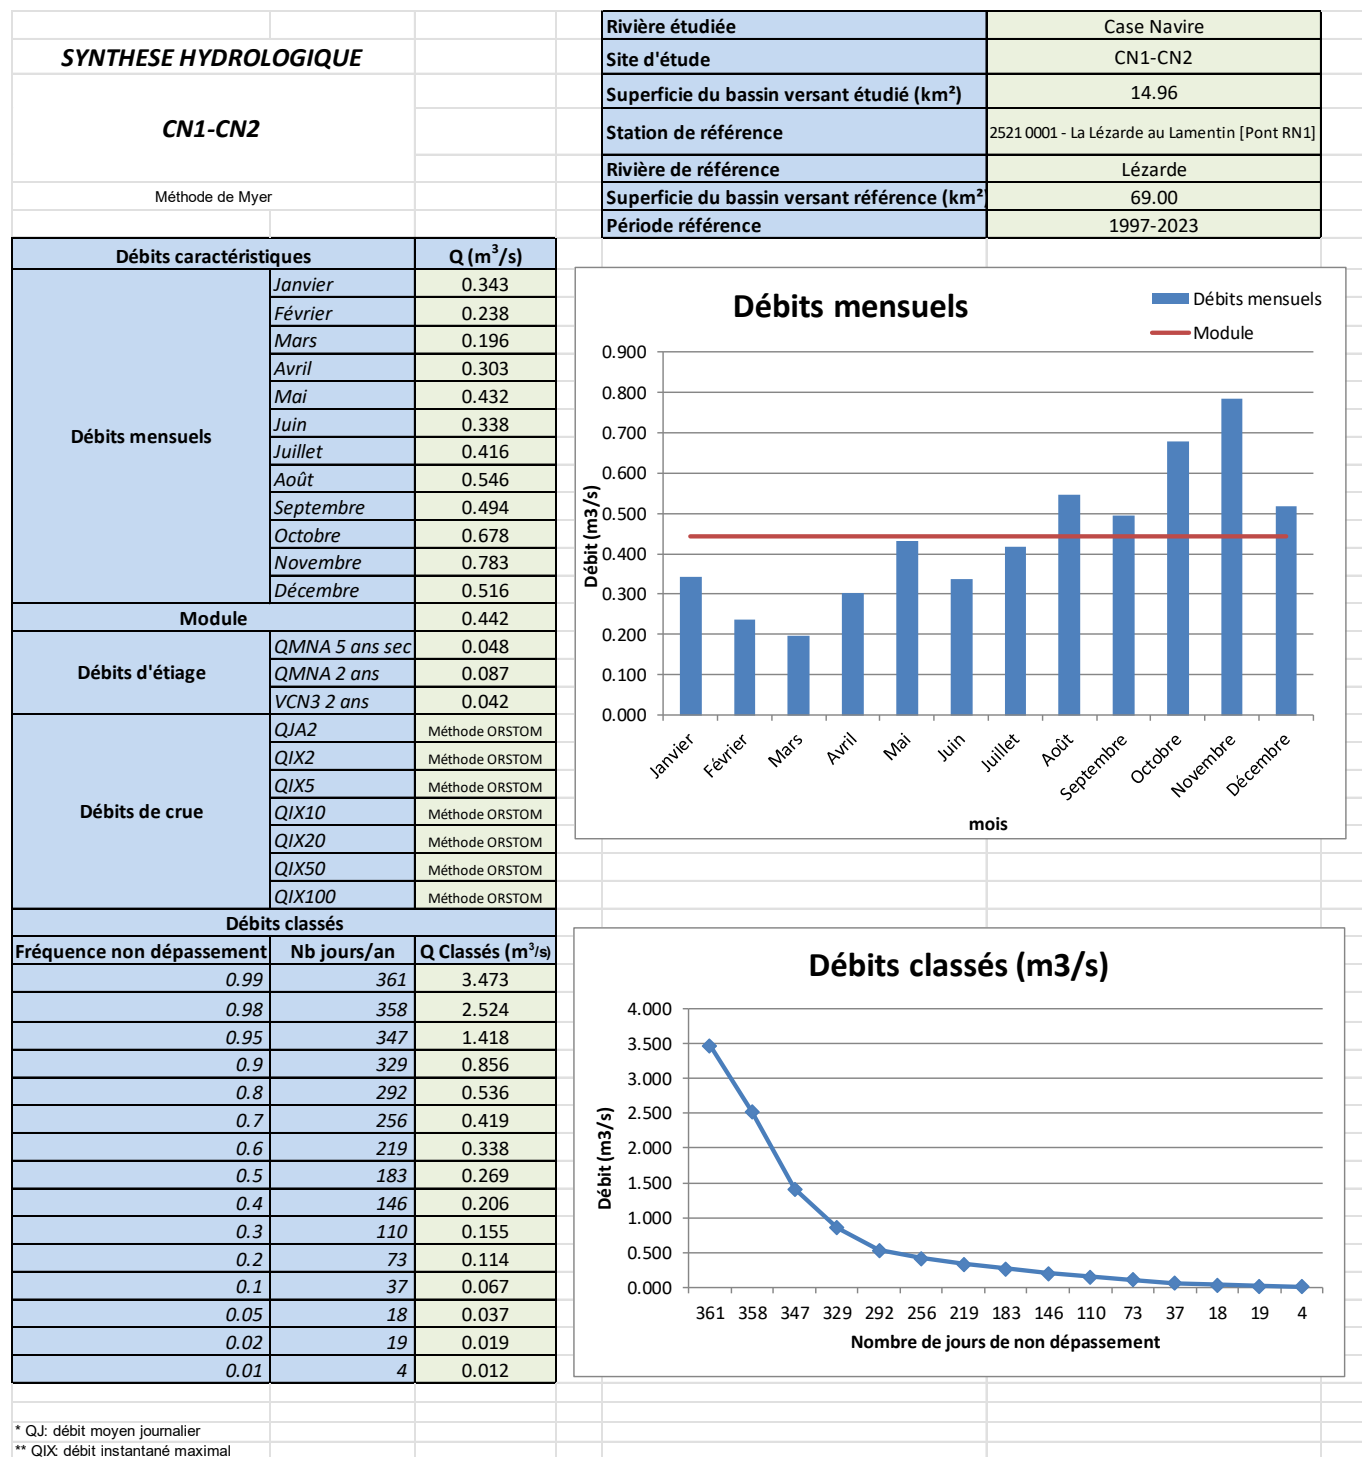 SYNTHESE HYDROLOGIQUE
CN1-CN2
Méthode de Myer
Rivière étudiée Case Navire
Site d'étude CN1-CN2
Superficie du bassin versant étudié (km²) 14.96
Station de référence 2521 0001 - La Lézarde au Lamentin [Pont RN1]
Rivière de référence Lézarde
Superficie du bassin versant référence (km² 69.00
Période référence 1997-2023
Débits caractéristiques Q (m³/s)
Débits mensuels
Janvier 0.343
Février 0.238
Mars 0.196
Avril 0.303
Mai 0.432
Juin 0.338
Juillet 0.416
Août 0.546
Septembre 0.494
Octobre 0.678
Novembre 0.783
Décembre 0.516
Module 0.442
Débits d'étiage
QMNA 5 ans sec 0.048
QMNA 2 ans 0.087
VCN3 2 ans 0.042
Débits de crue
QJA2 Méthode ORSTOM
QIX2 Méthode ORSTOM
QIX5 Méthode ORSTOM
QIX10 Méthode ORSTOM
QIX20 Méthode ORSTOM
QIX50 Méthode ORSTOM
QIX100 Méthode ORSTOM
Débits classés
Fréquence non dépassement Nb jours/an Q Classés (m³/s)
0.99 361 3.473
0.98 358 2.524
0.95 347 1.418
0.9 329 0.856
0.8 292 0.536
0.7 256 0.419
0.6 219 0.338
0.5 183 0.269
0.4 146 0.206
0.3 110 0.155
0.2 73 0.114
0.1 37 0.067
0.05 18 0.037
0.02 19 0.019
0.01 4 0.012
* QJ: débit moyen journalier
** QIX: débit instantané maximal
Débits mensuels
Débits mensuels
Module
Débit (m3/s)
0.900
0.800
0.700
0.600
0.500
0.400
0.300
0.200
0.100
0.000
Janvier Février Mars Avril Mai Juin Juillet Août Septembre Octobre Novembre Décembre
mois
Débits classés (m3/s)
Débit (m3/s)
4.000
3.500
3.000
2.500
2.000
1.500
1.000
0.500
0.000
361 358 347 329 292 256 219 183 146 110 73 37 18 19 4
Nombre de jours de non dépassement